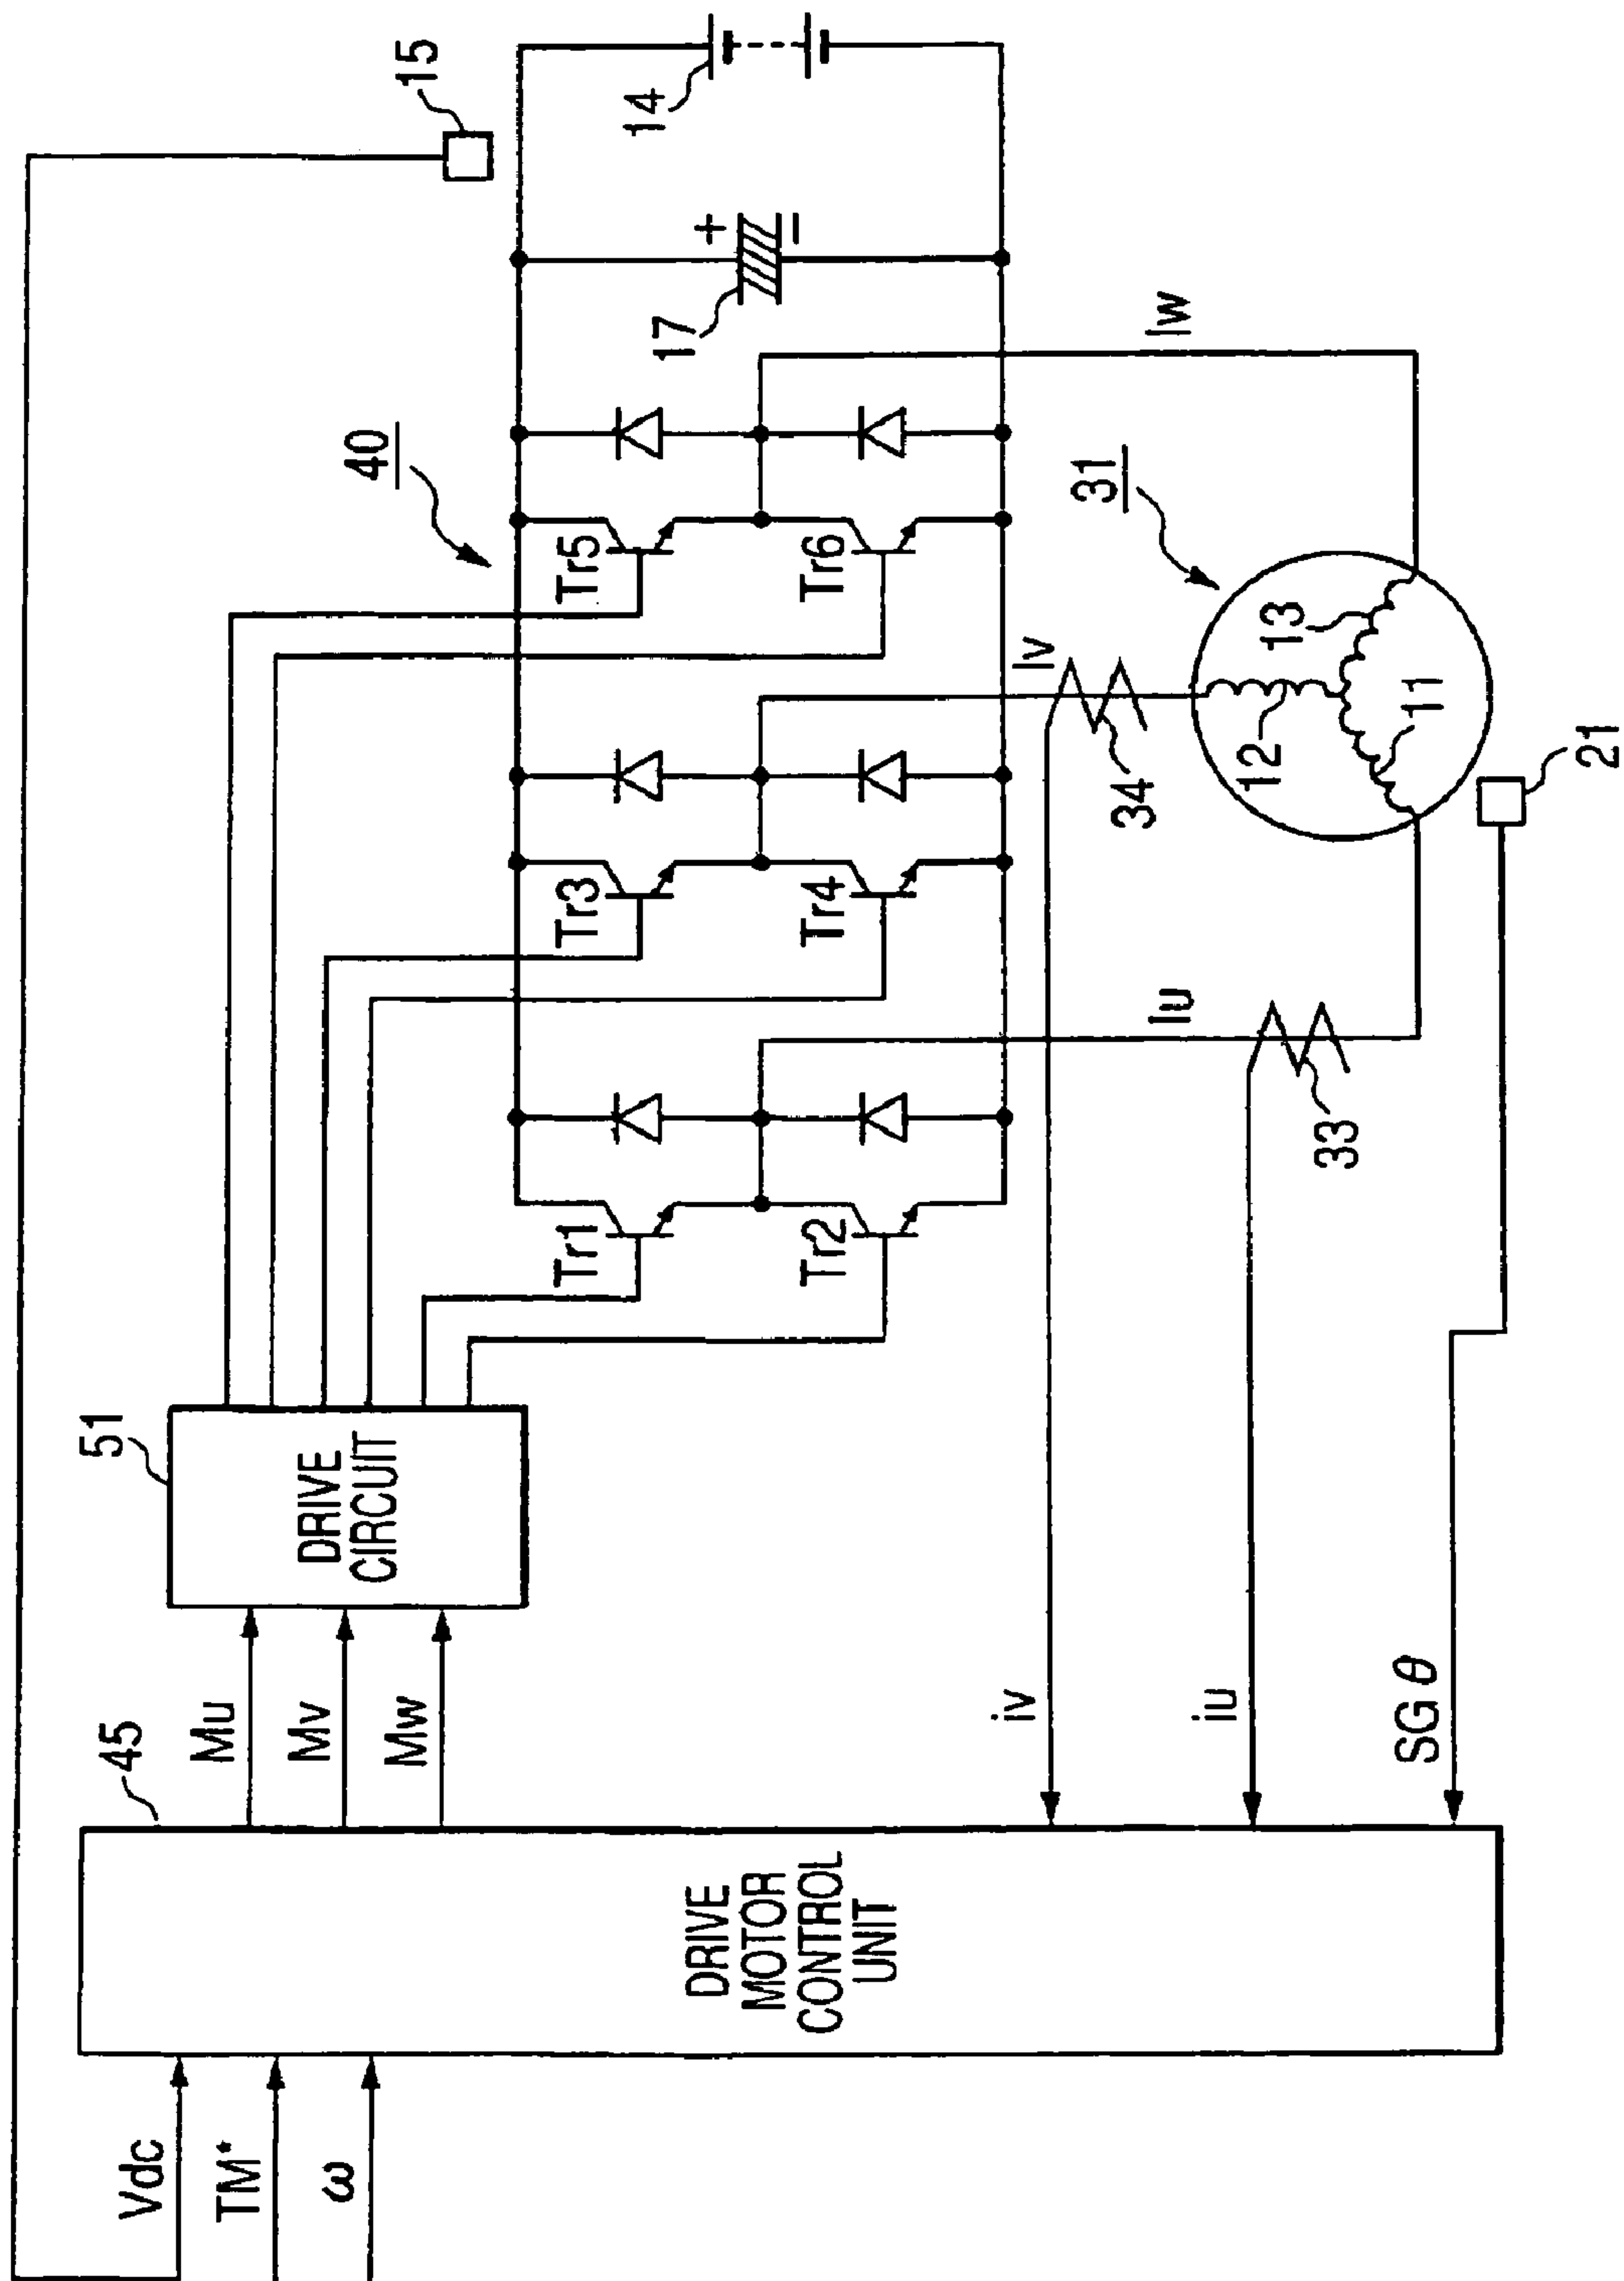 Vdc
TM*
ω
45
DRIVE
MOTOR
CONTROL
UNIT
Mu
Mv
Mw
iv
iu
SG θ
51
DRIVE
CIRCUIT
Tr1
Tr2
Tr3
Tr4
Tr5
Tr6
40
15
14
17
+
−
Iu
Iv
Iw
33
34
31
11
12
13
21